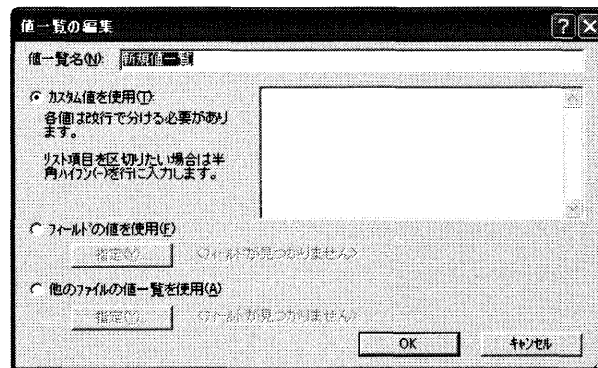 値一覧の編集
値一覧名(N): 新規値一覧
カスタム値を使用(T):
各値は改行で分ける必要があり
ます。
リスト項目を区切りたい場合は半
角ハイフン(-)を行に入力します。
フィールドの値を使用(F)
指定(Y)... <フィールドが見つかりません>
他のファイルの値一覧を使用(A)
指定(V)... <フィールドが見つかりません>
OK キャンセル